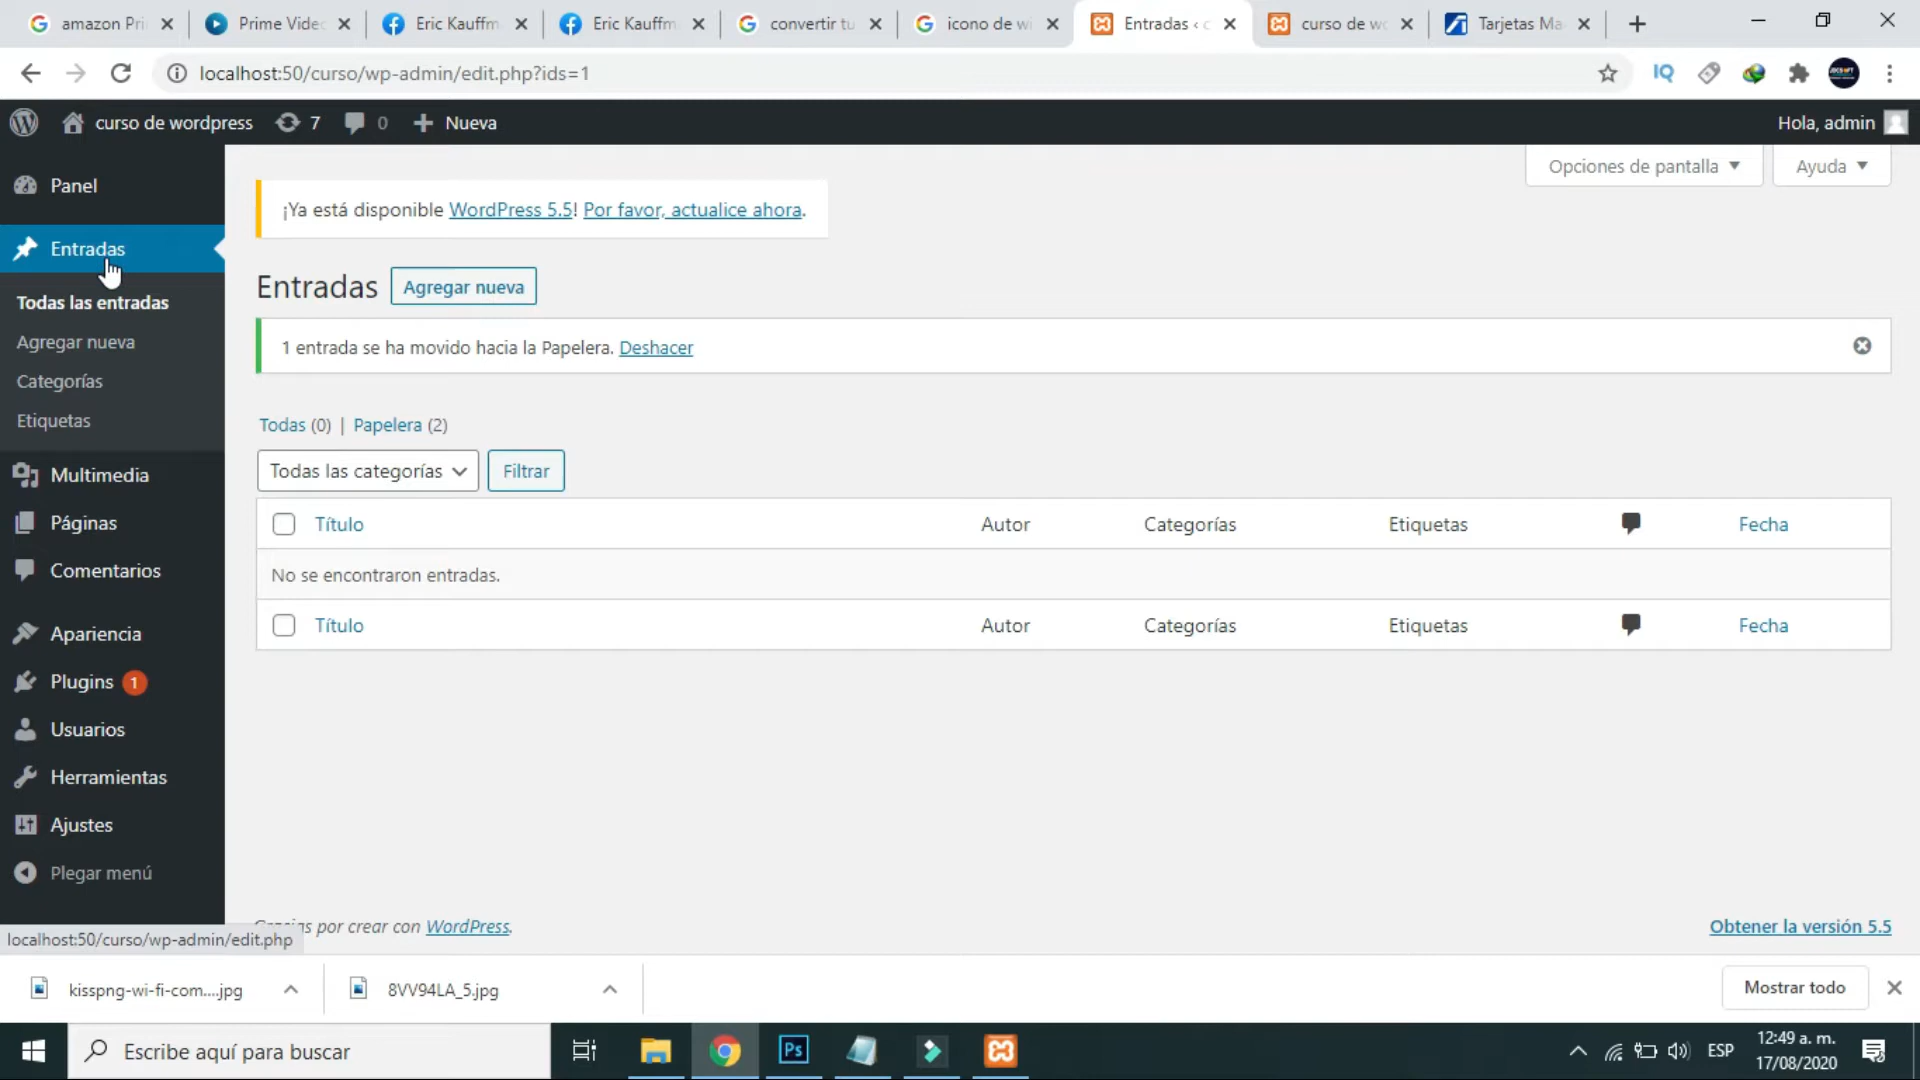 amazon Pri
Prime Video
Eric Kauffm
Eric Kauffm
convertir tu
icono de wi
Entradas ‹ c
curso de wo
Tarjetas Ma
localhost:50/curso/wp-admin/edit.php?ids=1
IQ
curso de wordpress
7
0
Nueva
Hola, admin
Opciones de pantalla
Ayuda
Panel
¡Ya está disponible WordPress 5.5! Por favor, actualice ahora.
Entradas
Entradas
Agregar nueva
Todas las entradas
Agregar nueva
Categorías
Etiquetas
1 entrada se ha movido hacia la Papelera. Deshacer
Todas (0) | Papelera (2)
Todas las categorías
Filtrar
Título
Autor
Categorías
Etiquetas
Fecha
No se encontraron entradas.
Título
Autor
Categorías
Etiquetas
Fecha
Multimedia
Páginas
Comentarios
Apariencia
Plugins 1
Usuarios
Herramientas
Ajustes
Plegar menú
por crear con WordPress.
Obtener la versión 5.5
localhost:50/curso/wp-admin/edit.php
kisspng-wi-fi-com....jpg
8VV94LA_5.jpg
Mostrar todo
Escribe aquí para buscar
Ps
ESP
12:49 a. m.
17/08/2020